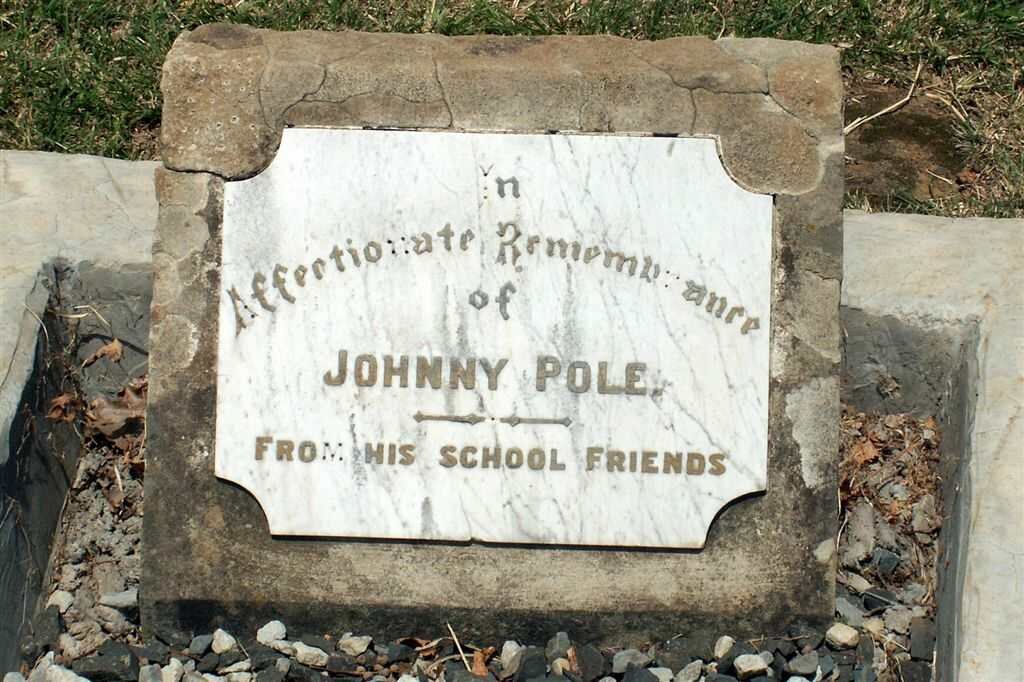 In
Affectionate Remembrance
of
JOHNNY POLE.
FROM HIS SCHOOL FRIENDS